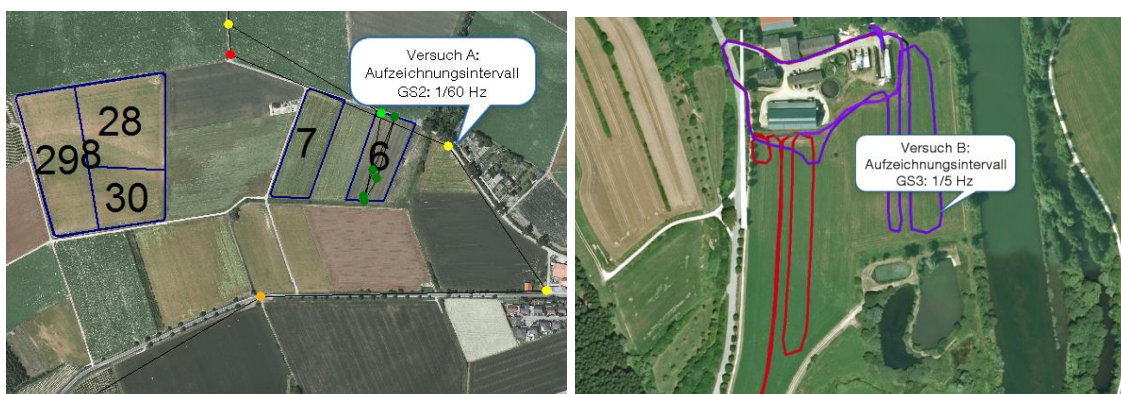 Versuch A:
Aufzeichnungsintervall
GS2: 1/60 Hz
28
298
30
7
6
Versuch B:
Aufzeichnungsintervall
GS3: 1/5 Hz